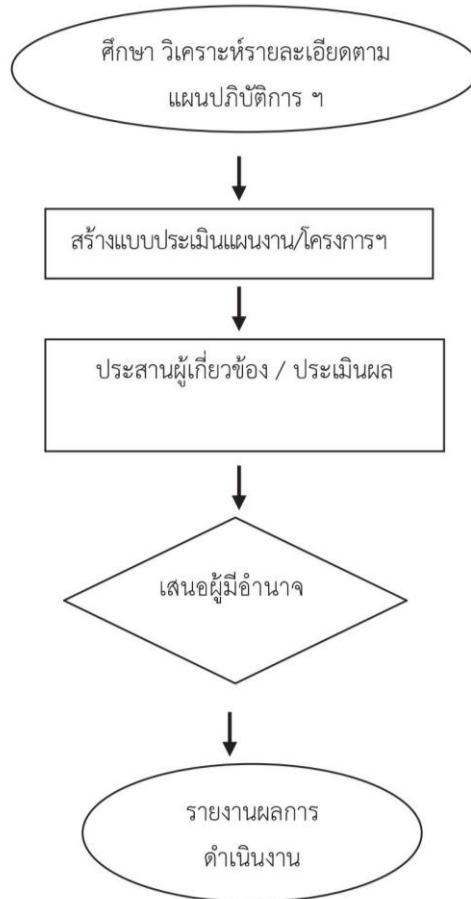 ศึกษา วิเคราะห์รายละเอียดตาม
แผนปภิบัติการ ฯ
สร้างแบบประเมินแผนงาน/โครงการฯ
ประสานผู้เกี่ยวข้อง / ประเมินผล
เสนอผู้มีอำนาจ
รายงานผลการ
ดำเนินงาน